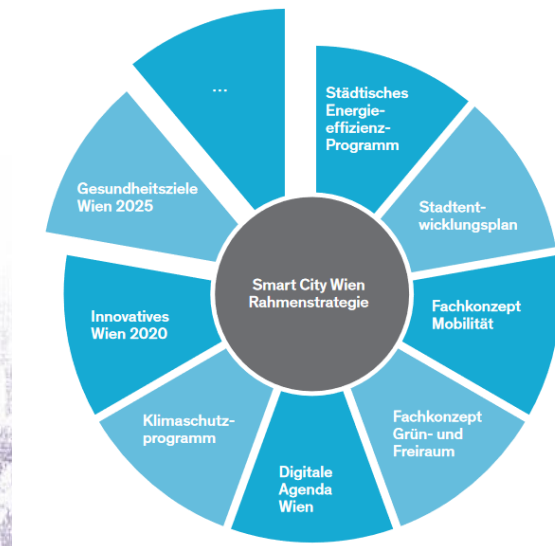 ...
Städtisches
Energie-
effizienz-
Programm
Stadtent-
wicklungsplan
Fachkonzept
Mobilität
Fachkonzept
Grün- und
Freiraum
Digitale
Agenda
Wien
Klimaschutz-
programm
Innovatives
Wien 2020
Gesundheitsziele
Wien 2025
Smart City Wien
Rahmenstrategie